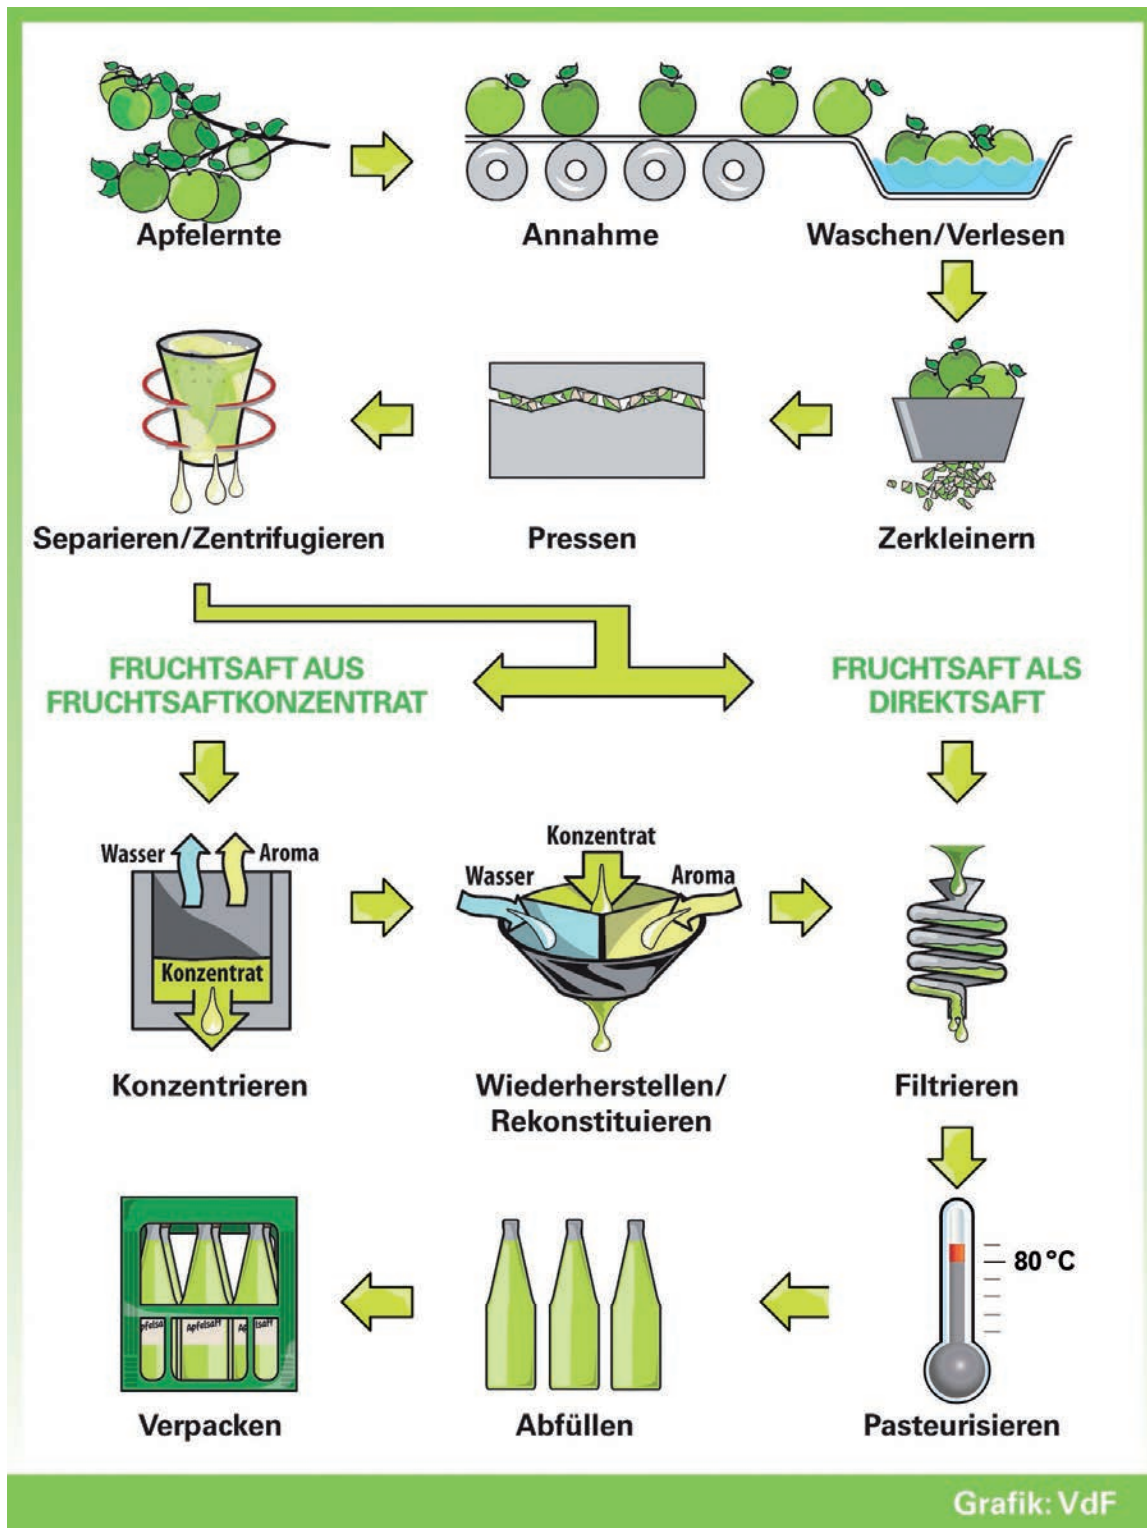 Apfelernte
Annahme
Waschen/Verlesen
Separieren/Zentrifugieren
Pressen
Zerkleinern
FRUCHTSAFT AUS
FRUCHTSAFTKONZENTRAT
FRUCHTSAFT ALS
DIREKTSAFT
Wasser
Aroma
Konzentrat
Konzentrieren
Konzentrat
Wasser
Aroma
Wiederherstellen/
Rekonstituieren
Filtrieren
80 °C
Apfelsaft
Verpacken
Abfüllen
Pasteurisieren
Grafik: VdF